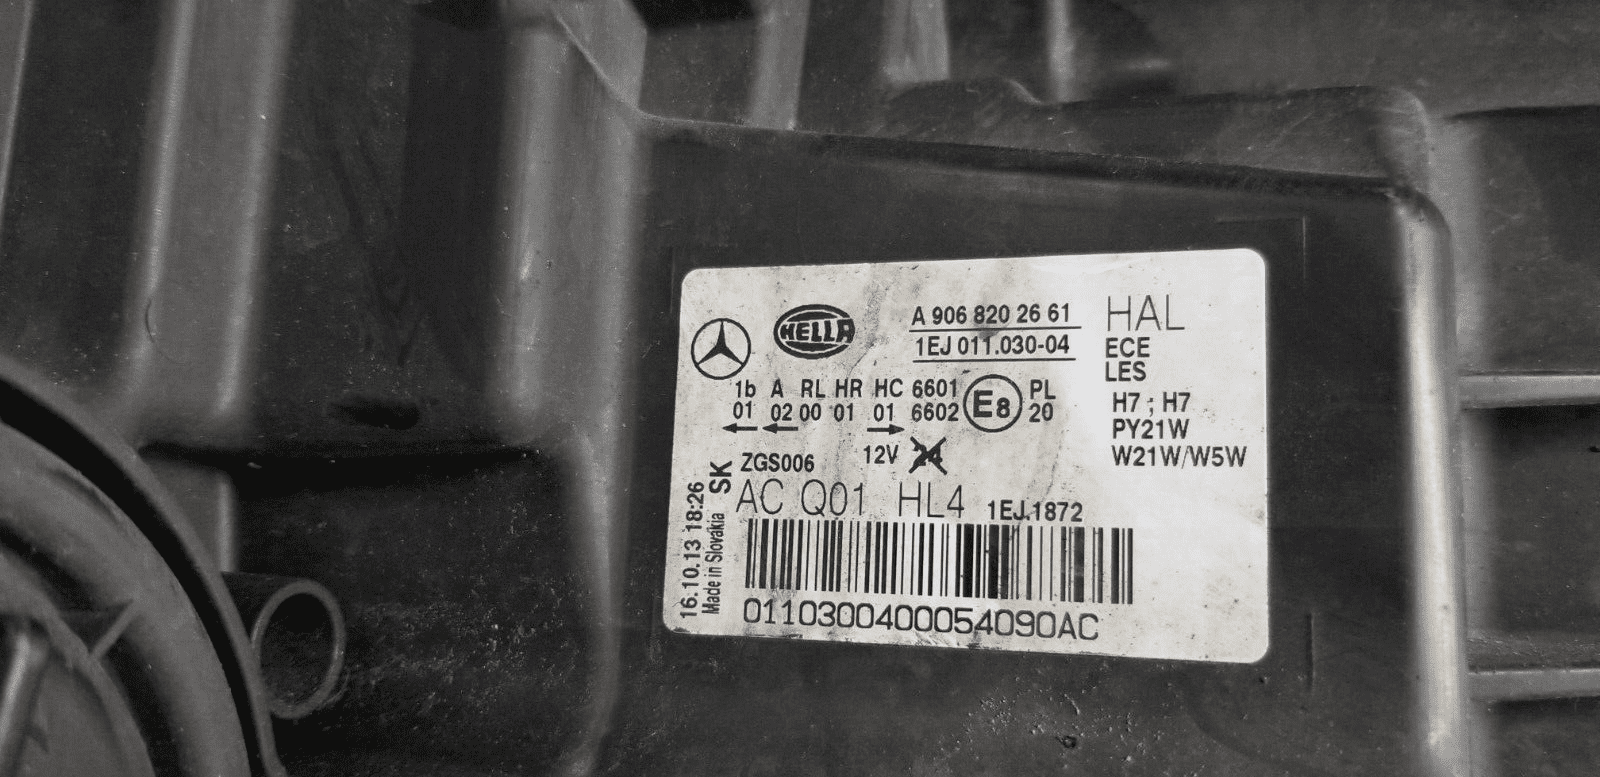 HELLA
A 906 820 26 61
1EJ 011.030-04
HAL
ECE
LES
1b A RL HR HC 6601
01 02 00 01 01 6602
E8
PL
20
H7 ; H7
PY21W
W21W/W5W
12V 24
ZGS006
SK
AC Q01 HL4 1EJ.1872
16.10.13 18:26
Made in Slovakia
0110300400054090AC